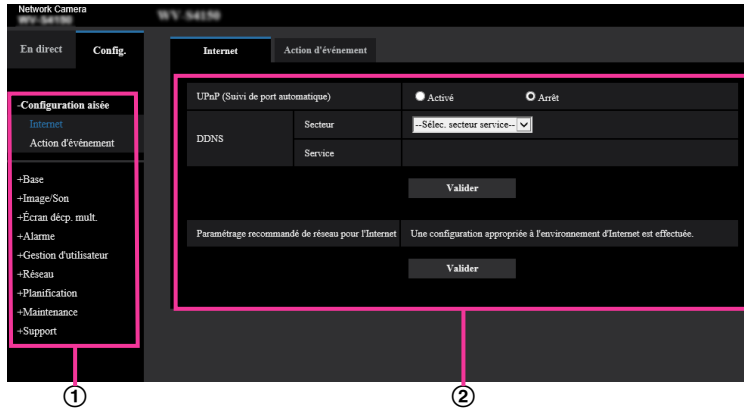 Network Camera
WV-S4150
WV-S4150
En direct
Config.
Internet
Action d'événement
-Configuration aisée
Internet
Action d'événement
+Base
+Image/Son
+Écran décp. mult.
+Alarme
+Gestion d'utilisateur
+Réseau
+Planification
+Maintenance
+Support
UPnP (Suivi de port automatique)
Activé
Arrêt
DDNS
Secteur
--Sélec. secteur service--
Service
Valider
Paramétrage recommandé de réseau pour l'Internet
Une configuration appropriée à l'environnement d'Internet est effectuée.
Valider
①
②